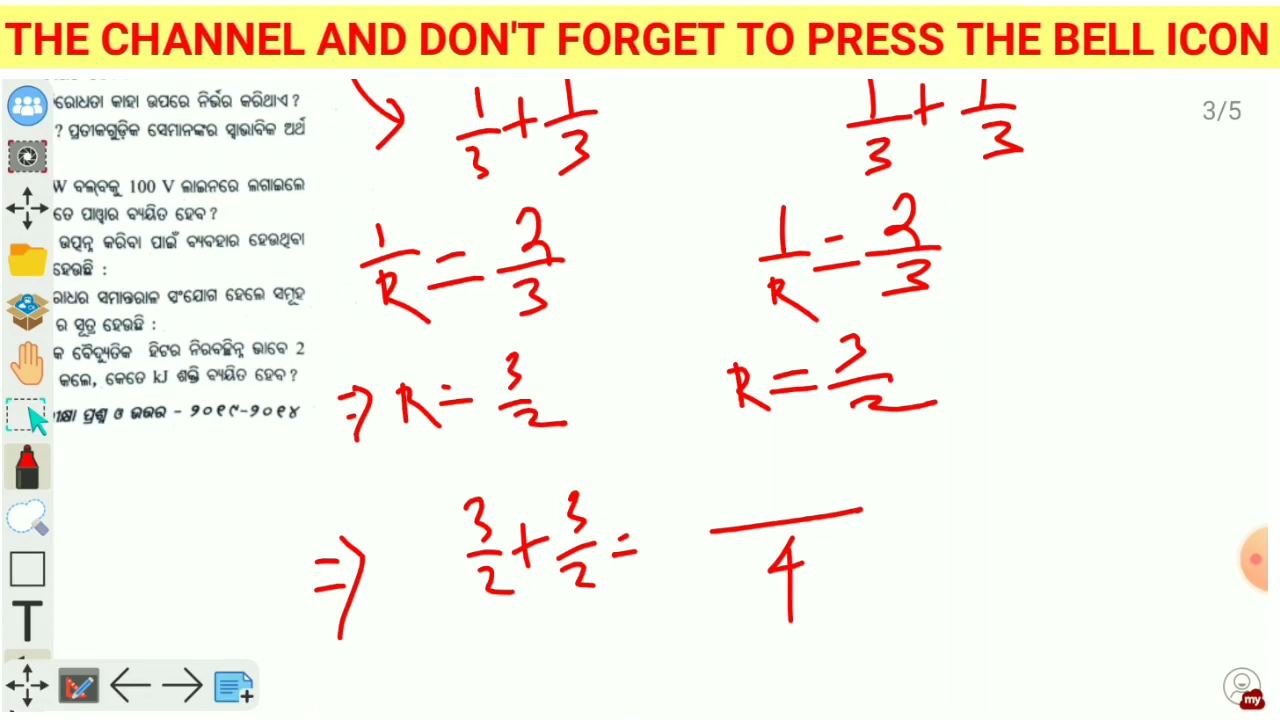 THE CHANNEL AND DON'T FORGET TO PRESS THE BELL ICON
3/5
ରୋଧତା କାହା ଉପରେ ନିର୍ଭର କରିଥାଏ ?
? ପ୍ରତୀକଗୁଡ଼ିକ ସେମାନଙ୍କର ସ୍ୱାଭାବିକ ଅର୍ଥ
W ବଲ୍‌ବକୁ 100 V ଲାଇନରେ ଲଗାଇଲେ
ତେ ପାଓ୍ୱାର ବ୍ୟୟିତ ହେବ ?
ଉତ୍ପନ୍ନ କରିବା ପାଇଁ ବ୍ୟବହାର ହେଉଥିବା
ହେଉଛି :
ରୋଧର ସମାନ୍ତରାଳ ସଂଯୋଗ ହେଲେ ସମୂହ
ର ସୂତ୍ର ହେଉଛି :
କ ବୈଦ୍ୟୁତିକ ହିଟର ନିରବଚ୍ଛିନ୍ନ ଭାବେ 2
କଲେ, କେତେ kJ ଶକ୍ତି ବ୍ୟୟିତ ହେବ ?
ପ୍ରଶ୍ନ ଓ ଉତ୍ତର - ୨୦୧୯-୨୦୧୪
1/3 + 1/3
1/R = 2/3
⇒ R = 3/2
1/3 + 1/3
1/R = 2/3
R = 3/2
⇒ 3/2 + 3/2 = /4
T
my